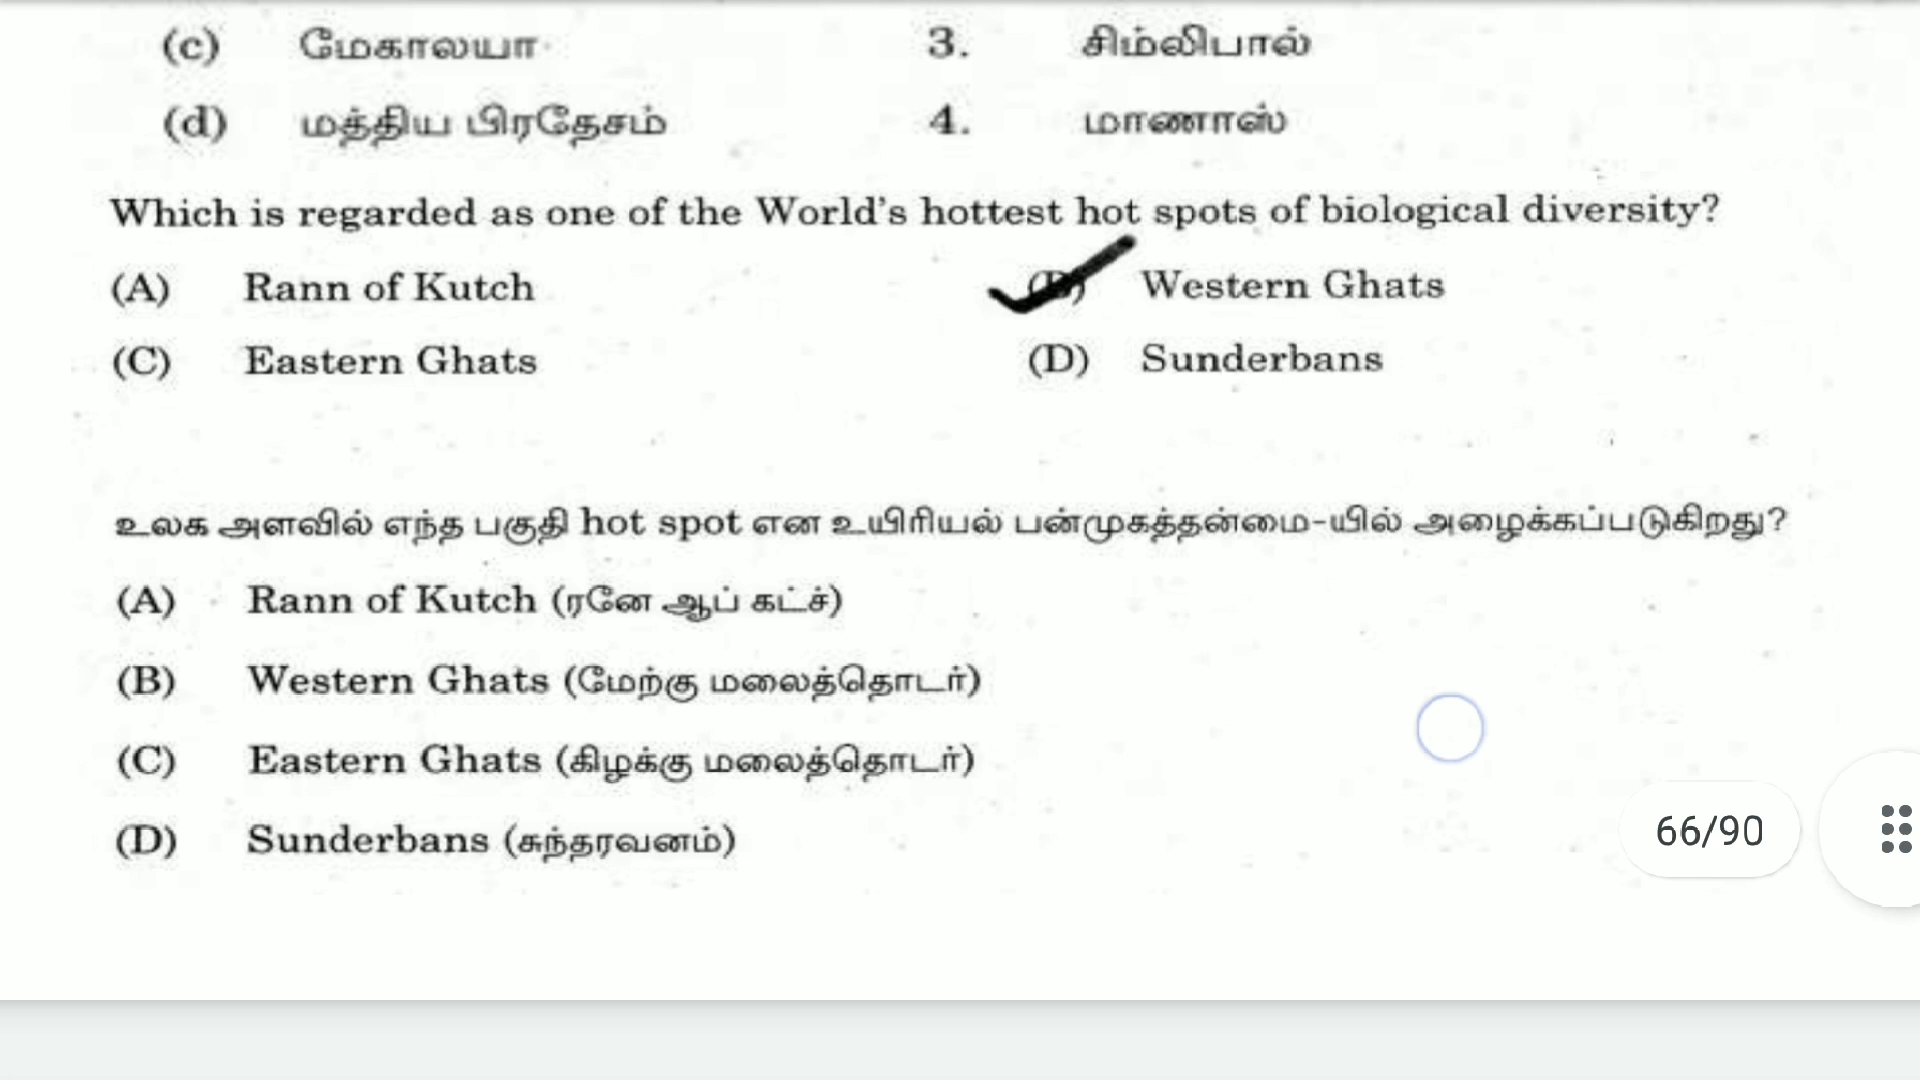 (c) மேகாலயா 3. சிம்லிபால்
(d) மத்திய பிரதேசம் 4. மாணாஸ்
Which is regarded as one of the World's hottest hot spots of biological diversity?
(A) Rann of Kutch (B) Western Ghats
(C) Eastern Ghats (D) Sunderbans
உலக அளவில் எந்த பகுதி hot spot என உயிரியல் பன்முகத்தன்மை-யில் அழைக்கப்படுகிறது?
(A) Rann of Kutch (ரனே ஆப் கட்ச்)
(B) Western Ghats (மேற்கு மலைத்தொடர்)
(C) Eastern Ghats (கிழக்கு மலைத்தொடர்)
(D) Sunderbans (சுந்தரவனம்)
66/90